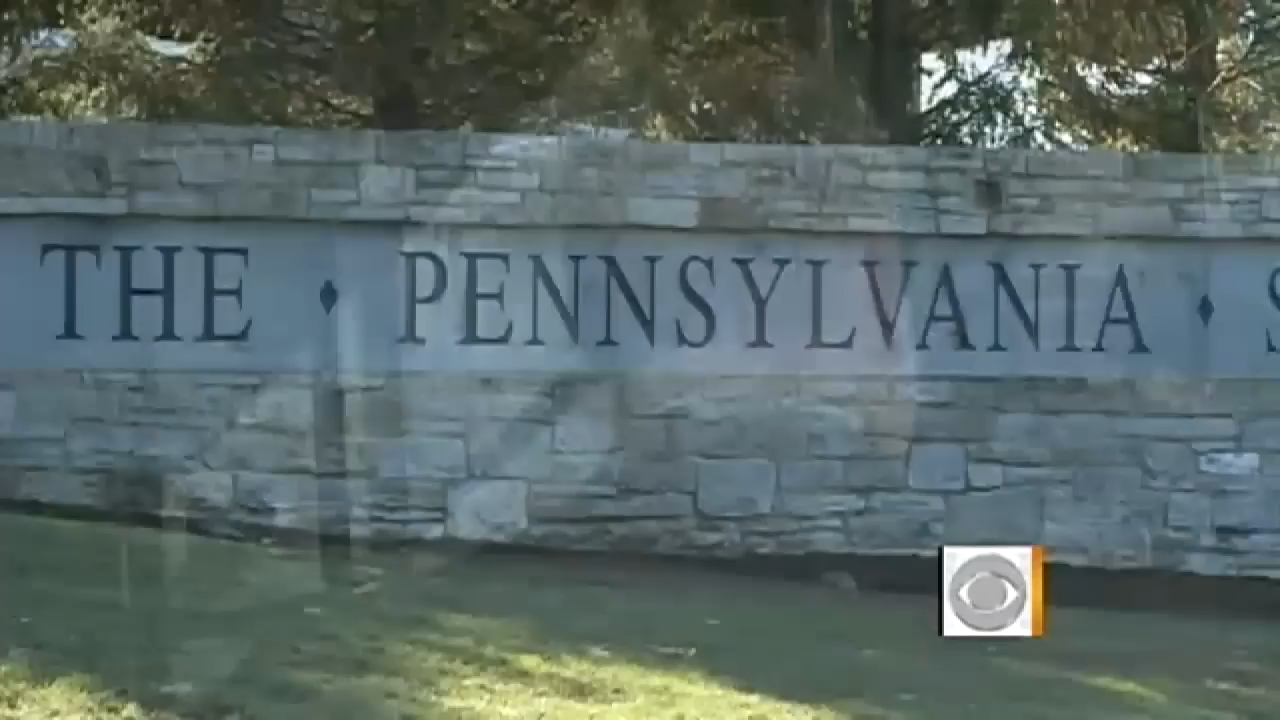 THE ♦ PENNSYLVANIA ♦ S